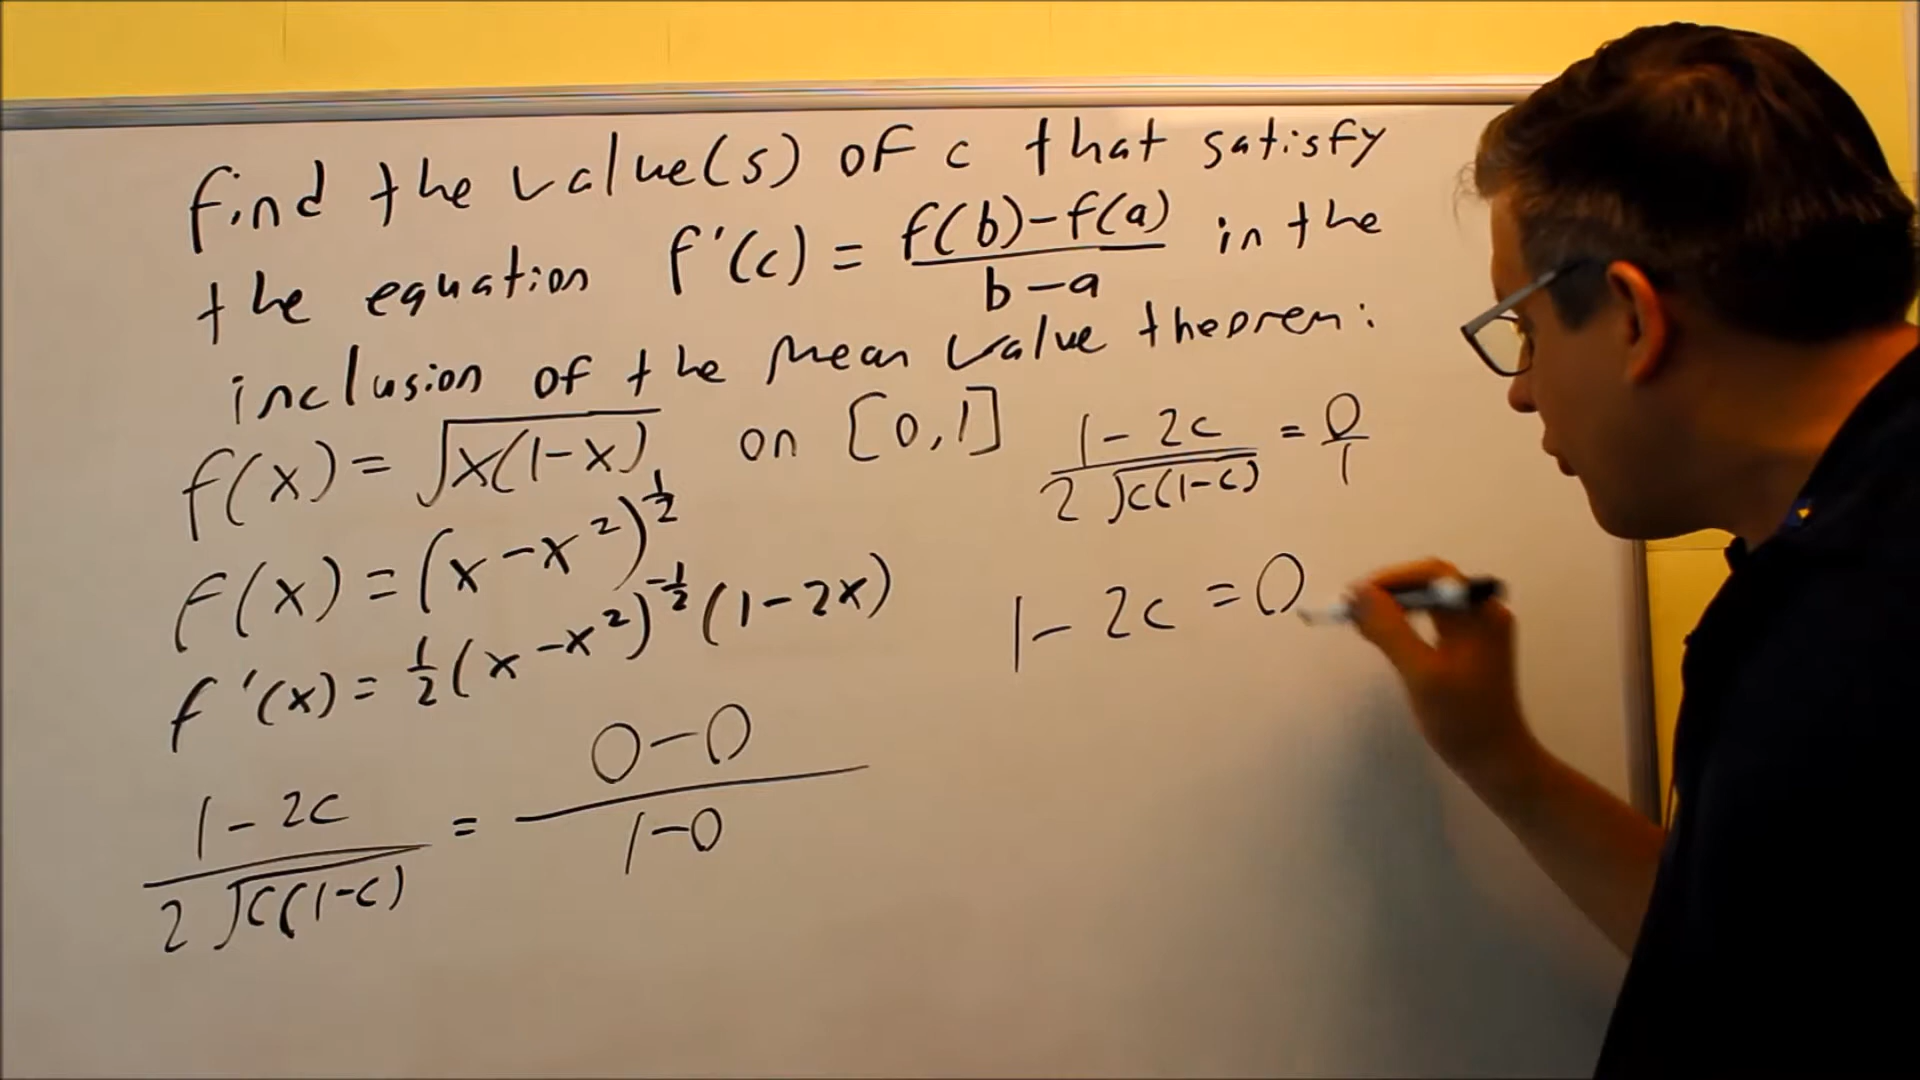 find the value(s) of c that satisfy
the equation f'(c) = f(b)-f(a) / b-a in the
inclusion of the Mean Value theorem:
f(x) = √x(1-x) on [0,1]
f(x) = (x-x²)^1/2
f'(x) = 1/2(x-x²)^-1/2(1-2x)
1-2c / 2√c(1-c) = 0-0 / 1-0
1-2c / 2√c(1-c) = 0/1
1-2c = 0